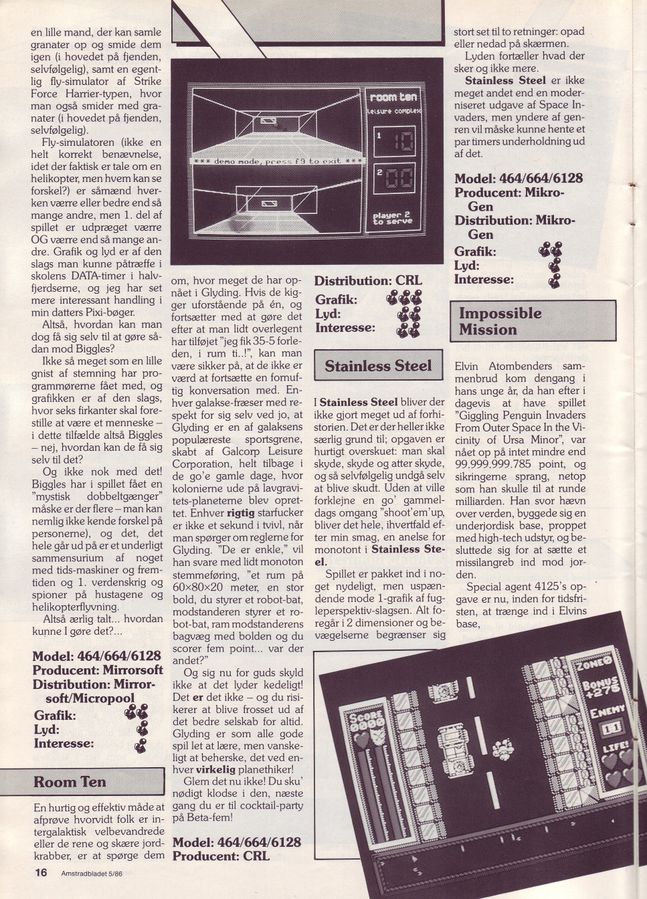 en lille mand, der kan samle
granater op og smide dem
igen (i hovedet på fjenden,
selvfølgelig), samt en egent-
lig fly-simulator af Strike
Force Harrier-typen, hvor
man også smider med gra-
nater (i hovedet på fjenden,
selvfølgelig).
Fly-simulatoren (ikke en
helt korrekt benævnelse,
idet der faktisk er tale om en
helikopter, men hvem kan se
forskel?) er såmænd hver-
ken værre eller bedre end så
mange andre, men 1. del af
spillet er udpræget værre
OG værre end så mange an-
dre. Grafik og lyd er af den
slags man kunne påtræffe i
skolens DATA-timer i halv-
fjerdserne, og jeg har set
mere interessant handling i
min datters Pixi-bøger.
Altså, hvordan kan man
dog få sig selv til at gøre så-
dan mod Biggles?
Ikke så meget som en lille
gnist af stemning har pro-
grammørerne fået med, og
grafikken er af den slags,
hvor seks firkanter skal fore-
stille at være et menneske –
i dette tilfælde altså Biggles
– nej, hvordan kan de få sig
selv til det?
Og ikke nok med det!
Biggles har i spillet fået en
"mystisk dobbeltgænger"
måske er der flere – man kan
nemlig ikke kende forskel på
personerne), og det, det
hele går ud på er et underligt
sammensurium af noget
med tids-maskiner og frem-
tiden og 1. verdenskrig og
spioner på hustagene og
helikopterflyvning.
Altså ærlig talt... hvordan
kunne I gøre det?...
Model: 464/664/6128
Producent: Mirrorsoft
Distribution: Mirror-
soft/Micropool
Grafik:
Lyd:
Interesse:
Room Ten
En hurtig og effektiv måde at
afprøve hvorvidt folk er in-
tergalaktisk velbevandrede
eller de rene og skære jord-
krabber, er at spørge dem
16 Amstradbladet 5/86
room ten
leisure complex
1
10
2
00
*** demo mode, press f9 to exit ***
player 2
to serve
om, hvor meget de har op-
nået i Glyding. Hvis de kig-
ger uforstående på én, og
fortsætter med at gøre det
efter at man lidt overlegent
har tilføjet "jeg fik 35-5 forle-
den, i rum ti..!", kan man
være sikker på, at de ikke er
værd at fortsætte en fornuf-
tig konversation med. En-
hver galakse-fræser med re-
spekt for sig selv ved jo, at
Glyding er en af galaksens
populæreste sportsgrene,
skabt af Galcorp Leisure
Corporation, helt tilbage i
de go'e gamle dage, hvor
kolonierne ude på lavgravi-
tets-planeterne blev opret-
tet. Enhver rigtig starfucker
er ikke et sekund i tvivl, når
man spørger om reglerne for
Glyding. "De er enkle," vil
han svare med lidt monoton
stemmeføring, "et rum på
60×80×20 meter, en stor
bold, du styrer et robot-bat,
modstanderen styrer et ro-
bot-bat, ram modstanderens
bagvæg med bolden og du
scorer fem point... var der
andet?"
Og sig nu for guds skyld
ikke at det lyder kedeligt!
Det er det ikke – og du risi-
kerer at blive frosset ud af
det bedre selskab for altid.
Glyding er som alle gode
spil let at lære, men vanske-
ligt at beherske, det ved en-
hver virkelig planethiker!
Glem det nu ikke! Du sku'
nødigt klodse i den, næste
gang du er til cocktail-party
på Beta-fem!
Model: 464/664/6128
Producent: CRL
Distribution: CRL
Grafik:
Lyd:
Interesse:
Stainless Steel
I Stainless Steel bliver der
ikke gjort meget ud af forhi-
storien. Det er der heller ikke
særlig grund til; opgaven er
hurtigt overskuet: man skal
skyde, skyde og atter skyde,
og så selvfølgelig undgå selv
at blive skudt. Uden at ville
forklejne en go' gammel-
dags omgang "shoot'em'up,
bliver det hele, ihvertfald ef-
ter min smag, en anelse for
monotont i Stainless Ste-
el.
Spillet er pakket ind i no-
get nydeligt, men uspæn-
dende mode 1-grafik af fug-
leperspektiv-slagsen. Alt fo-
regår i 2 dimensioner og be-
vægelserne begrænser sig
stort set til to retninger: opad
eller nedad på skærmen.
Lyden fortæller hvad der
sker og ikke mere.
Stainless Steel er ikke
meget andet end en moder-
niseret udgave af Space In-
vaders, men yndere af gen-
ren vil måske kunne hente et
par timers underholdning ud
af det.
Model: 464/664/6128
Producent: Mikro-
Gen
Distribution: Mikro-
Gen
Grafik:
Lyd:
Interesse:
Impossible
Mission
Elvin Atombenders sam-
menbrud kom dengang i
hans unge år, da han efter i
dagevis at have spillet
"Giggling Penguin Invaders
From Outer Space In the Vi-
cinity of Ursa Minor", var
nået op på intet mindre end
99.999.999.785 point, og
sikringerne sprang, netop
som han skulle til at runde
milliarden. Han svor hævn
over verden, byggede sig en
underjordisk base, proppet
med high-tech udstyr, og be-
sluttede sig for at sætte et
missilangreb ind mod jor-
den.
Special agent 4125's op-
gave er nu, inden for tidsfri-
sten, at trænge ind i Elvins
base,
SCORE
0000
ZONE0
BONUS
+275
ENEMY
11
LIFE!